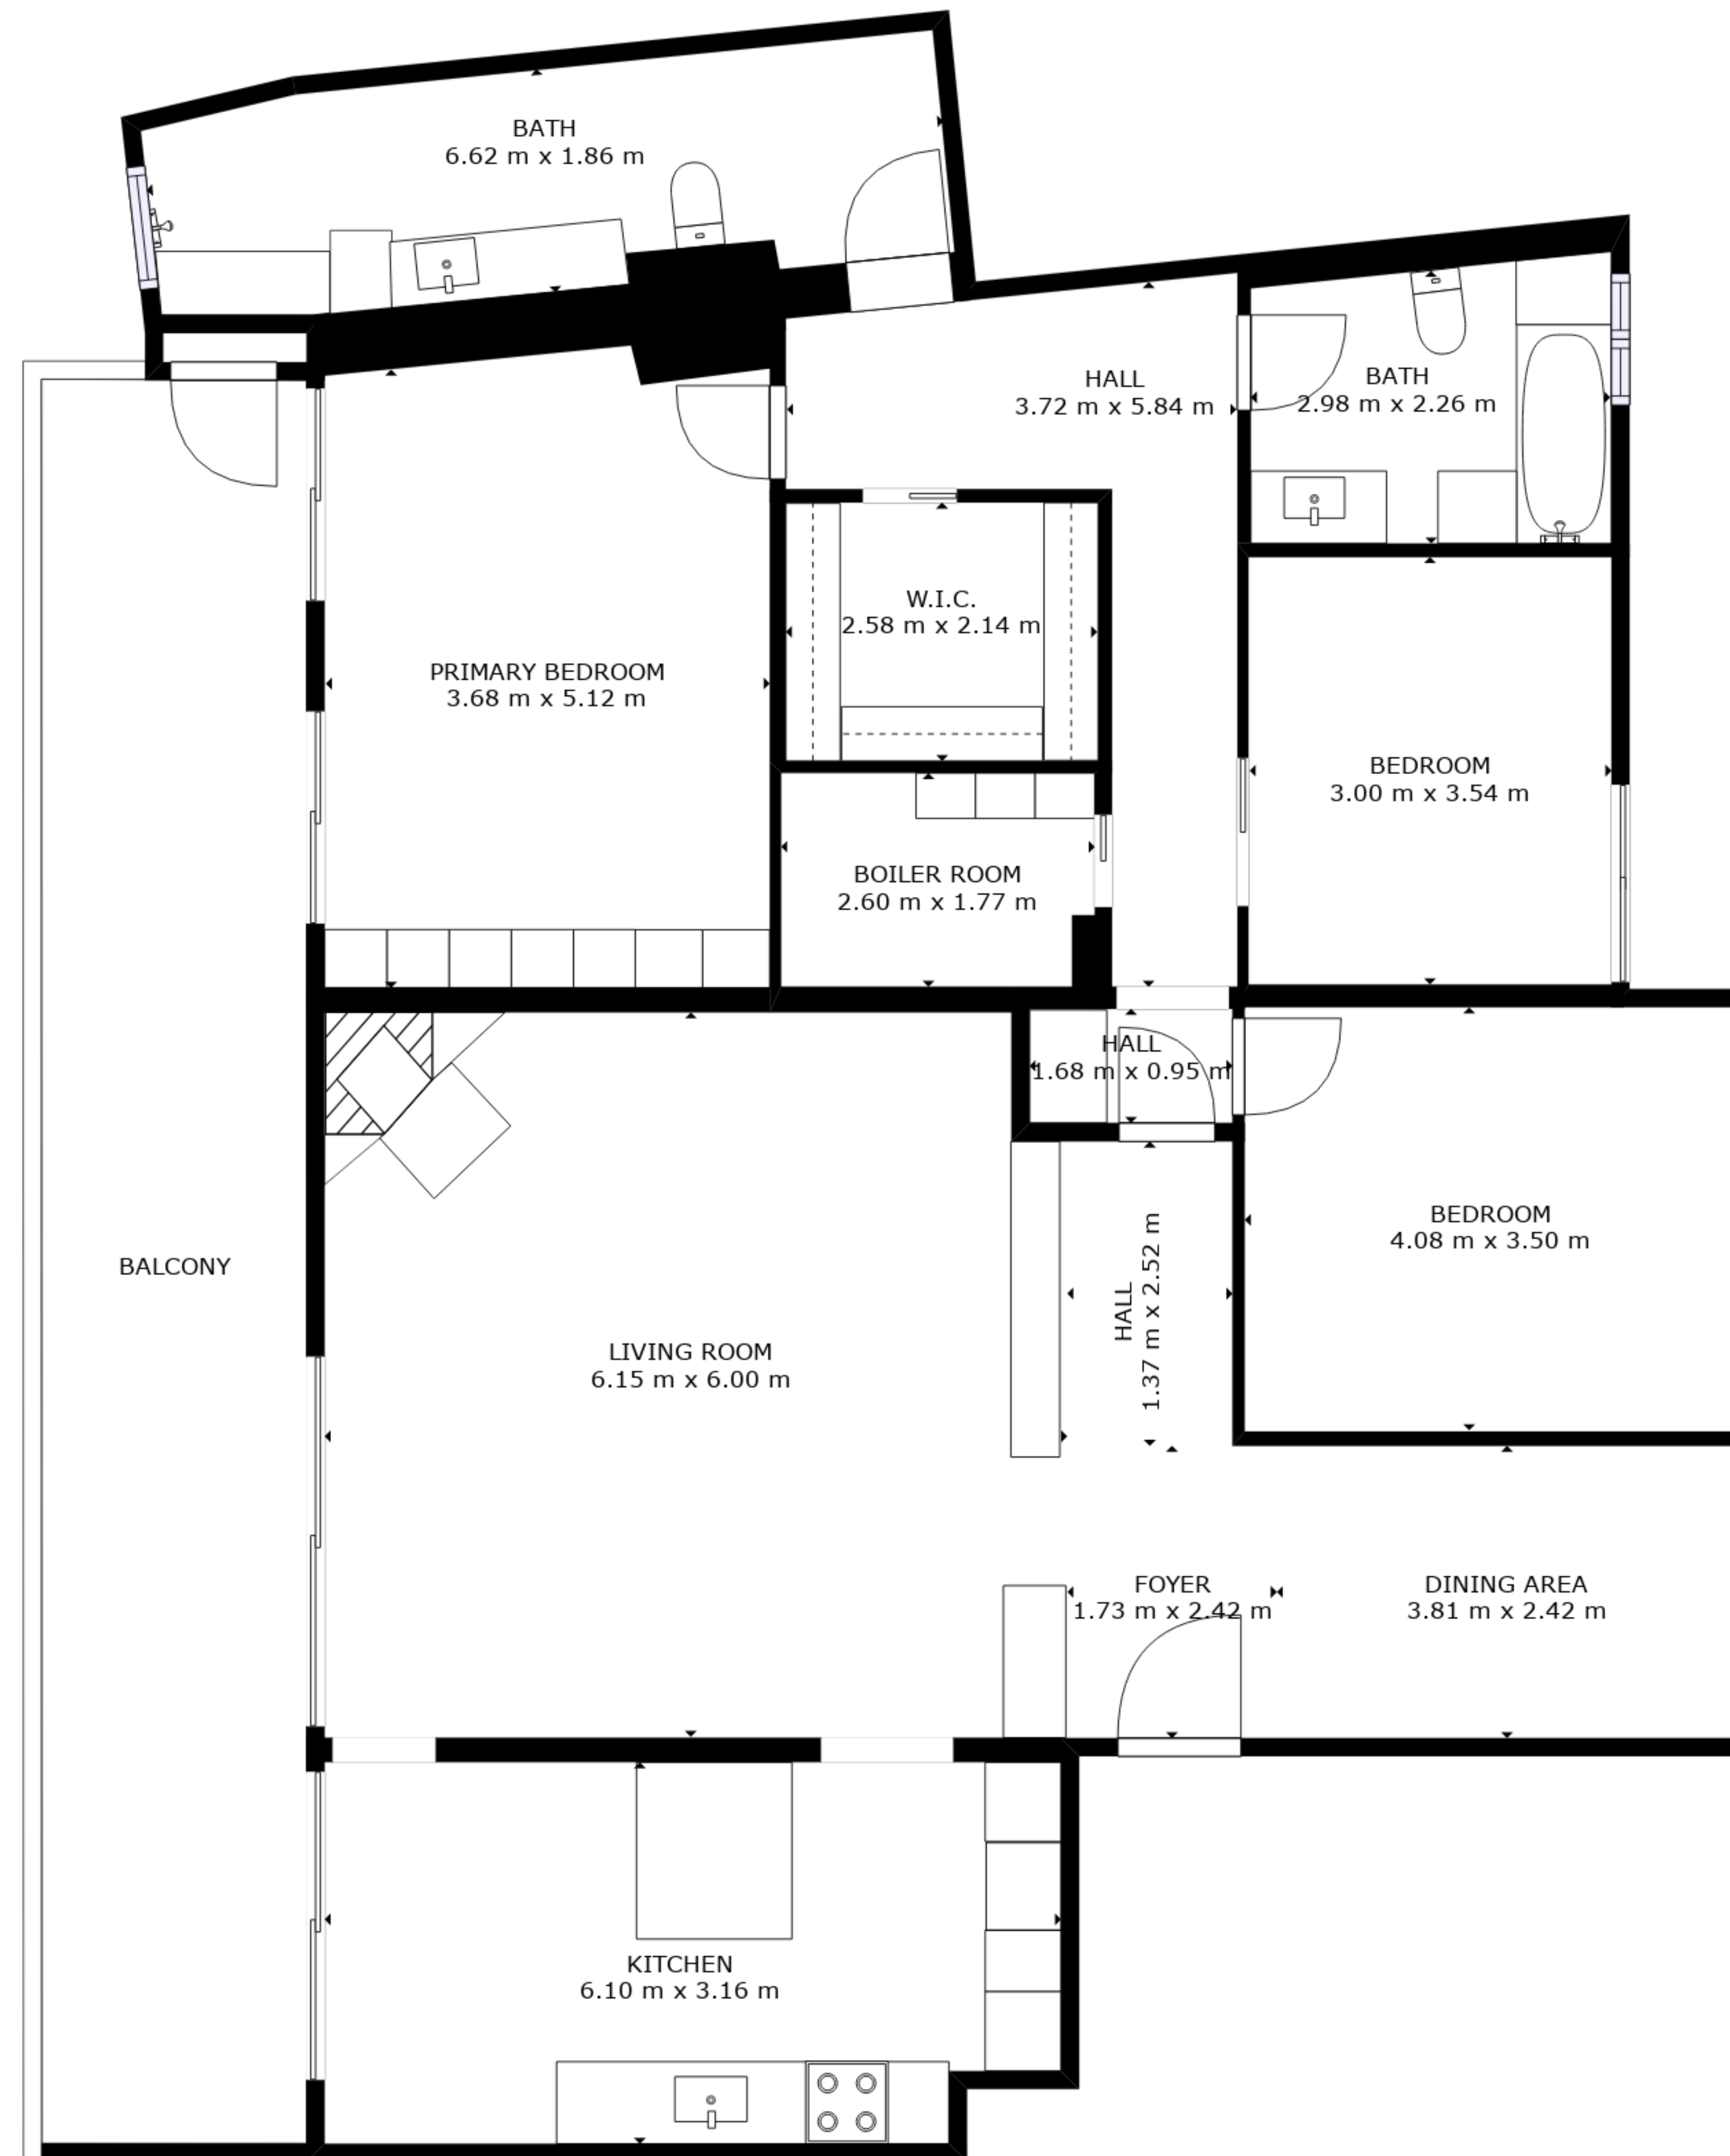 BATH
6.62 m x 1.86 m
HALL
3.72 m x 5.84 m
BATH
2.98 m x 2.26 m
W.I.C.
2.58 m x 2.14 m
PRIMARY BEDROOM
3.68 m x 5.12 m
BEDROOM
3.00 m x 3.54 m
BOILER ROOM
2.60 m x 1.77 m
HALL
1.68 m x 0.95 m
BEDROOM
4.08 m x 3.50 m
BALCONY
HALL
1.37 m x 2.52 m
LIVING ROOM
6.15 m x 6.00 m
FOYER
1.73 m x 2.42 m
DINING AREA
3.81 m x 2.42 m
KITCHEN
6.10 m x 3.16 m